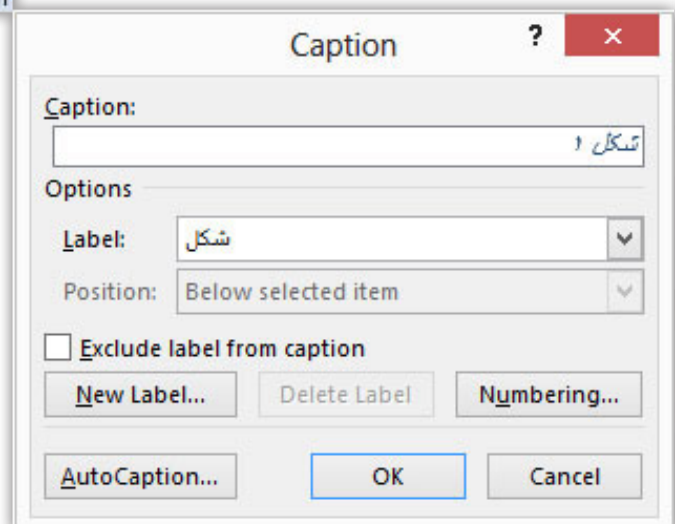 Caption ?
Caption:
شکل ۱
Options
Label: شکل
Position: Below selected item
Exclude label from caption
New Label... Delete Label Numbering...
AutoCaption... OK Cancel